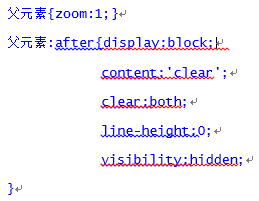 父元素{zoom:1;}
父元素:after{display:block;
content:'clear';
clear:both;
line-height:0;
visibility:hidden;
}